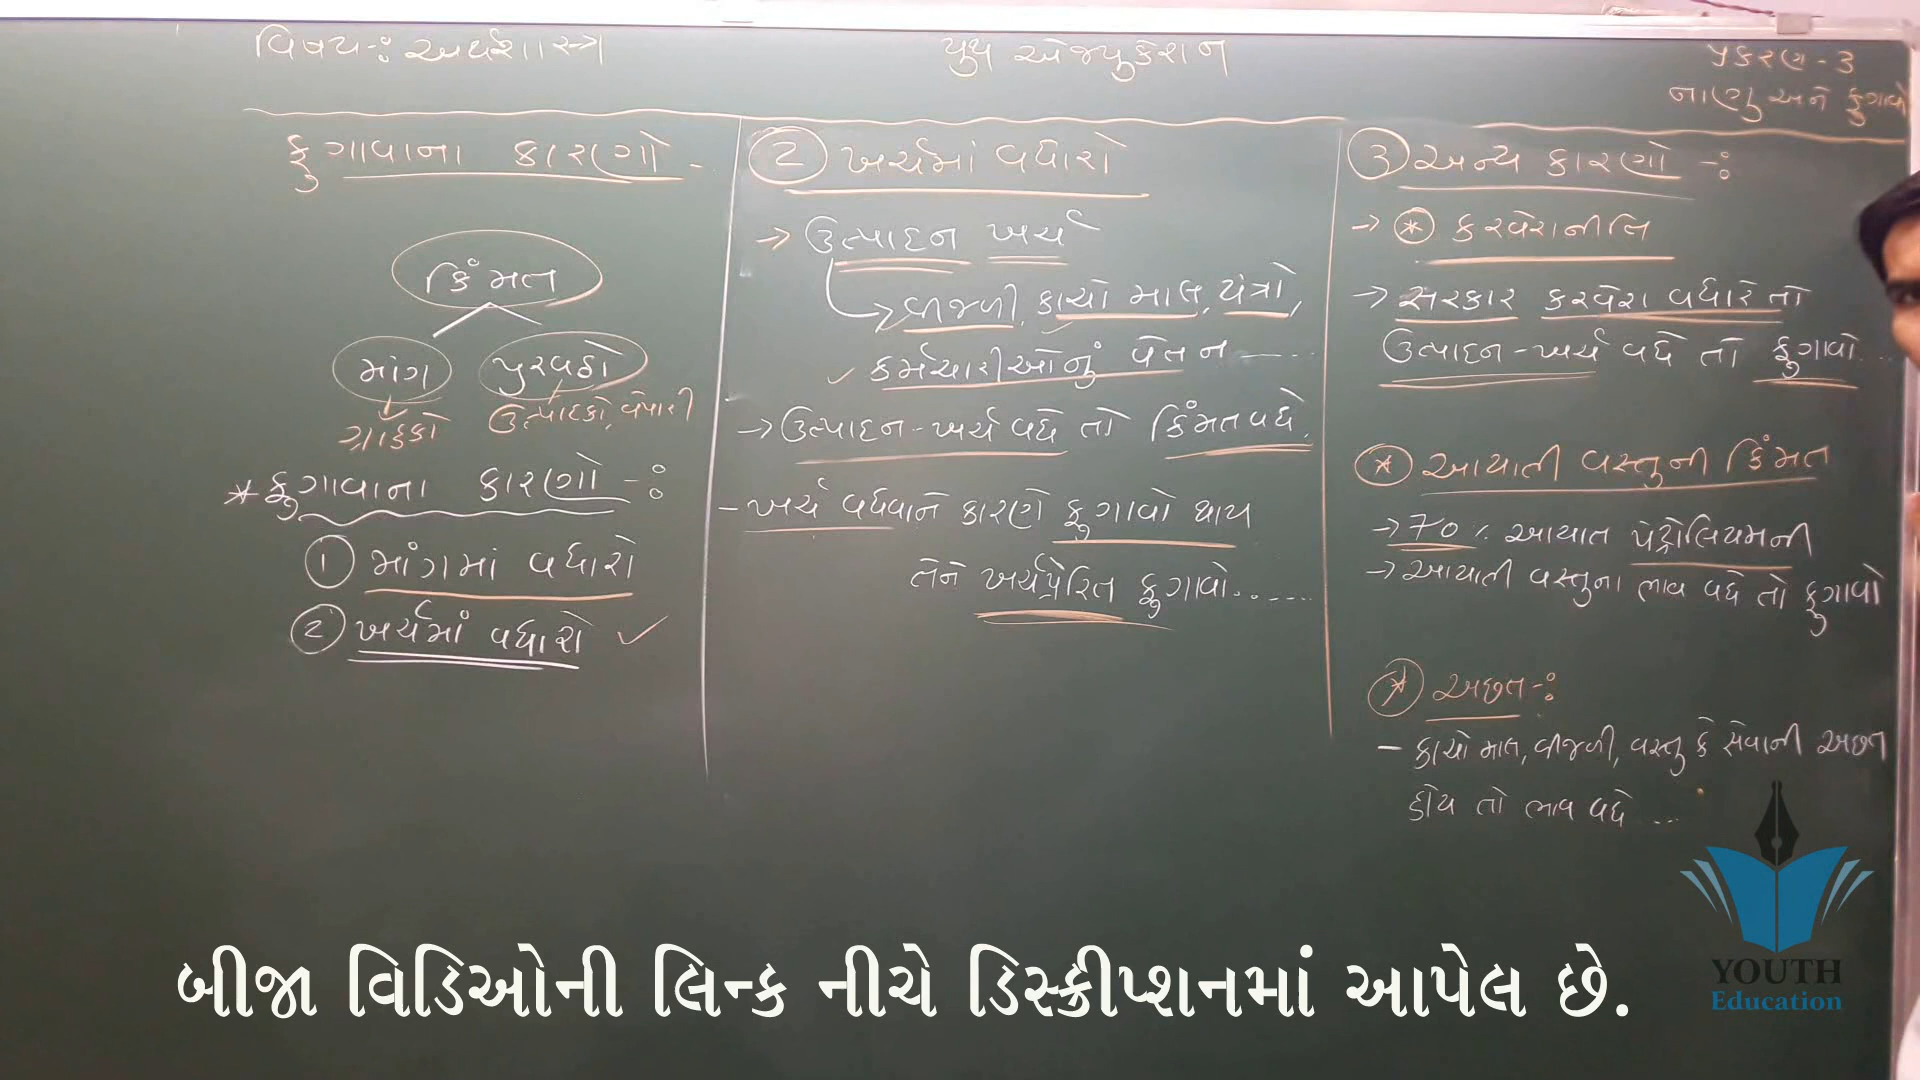 વિષય-: અર્થશાસ્ત્ર
યુથ એજ્યુકેશન
પ્રકરણ - 3
નાણું અને ફુગાવો
ફુગાવાના કારણો -
કિંમત
માંગ
પુરવઠો
ગ્રાહકો
ઉત્પાદકો, વેપારી
* ફુગાવાના કારણો -:
① માંગમાં વધારો
② ખર્ચમાં વધારો ✓
② ખર્ચમાં વધારો
→ ઉત્પાદન ખર્ચ
→ વીજળી, કાચો માલ, યંત્રો,
✓ કર્મચારીઓનું વેતન ----
→ ઉત્પાદન - ખર્ચ વધે તો કિંમત વધે.
- ખર્ચ વધવાને કારણે ફુગાવો થાય
તેને ખર્ચપ્રેરિત ફુગાવો......
③ અન્ય કારણો -:
→ * કરવેરાનીતિ
→ સરકાર કરવેરા વધારે તો
ઉત્પાદન - ખર્ચ વધે તો ફુગાવો...
* આયાતી વસ્તુની કિંમત
→ 70 % આયાત પેટ્રોલિયમની
→ આયાતી વસ્તુના ભાવ વધે તો ફુગાવો
* અછત -:
- કાચો માલ, વીજળી, વસ્તુ કે સેવાની અછત
હોય તો ભાવ વધે ...
YOUTH
Education
બીજા વિડિઓની લિન્ક નીચે ડિસ્ક્રીપ્શનમાં આપેલ છે.